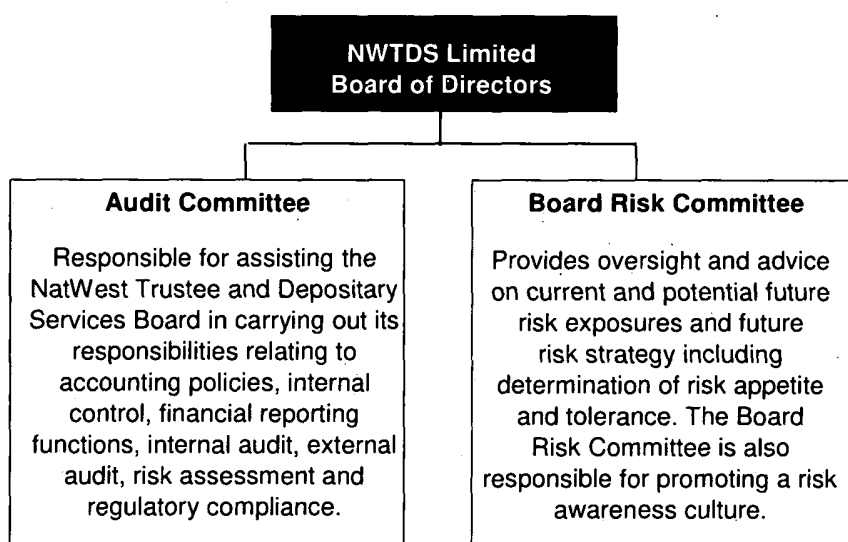 NWTDS Limited
Board of Directors
Audit Committee
Responsible for assisting the
NatWest Trustee and Depositary
Services Board in carrying out its
responsibilities relating to
accounting policies, internal
control, financial reporting
functions, internal audit, external
audit, risk assessment and
regulatory compliance.
Board Risk Committee
Provides oversight and advice
on current and potential future
risk exposures and future
risk strategy including
determination of risk appetite
and tolerance. The Board
Risk Committee is also
responsible for promoting a risk
awareness culture.